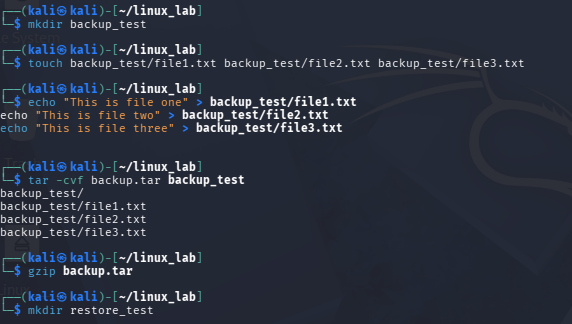 ┌──(kali㉿kali)-[~/linux_lab]
└─$ mkdir backup_test
┌──(kali㉿kali)-[~/linux_lab]
└─$ touch backup_test/file1.txt backup_test/file2.txt backup_test/file3.txt
┌──(kali㉿kali)-[~/linux_lab]
└─$ echo "This is file one" > backup_test/file1.txt
echo "This is file two" > backup_test/file2.txt
echo "This is file three" > backup_test/file3.txt
┌──(kali㉿kali)-[~/linux_lab]
└─$ tar -cvf backup.tar backup_test
backup_test/
backup_test/file1.txt
backup_test/file2.txt
backup_test/file3.txt
┌──(kali㉿kali)-[~/linux_lab]
└─$ gzip backup.tar
┌──(kali㉿kali)-[~/linux_lab]
└─$ mkdir restore_test